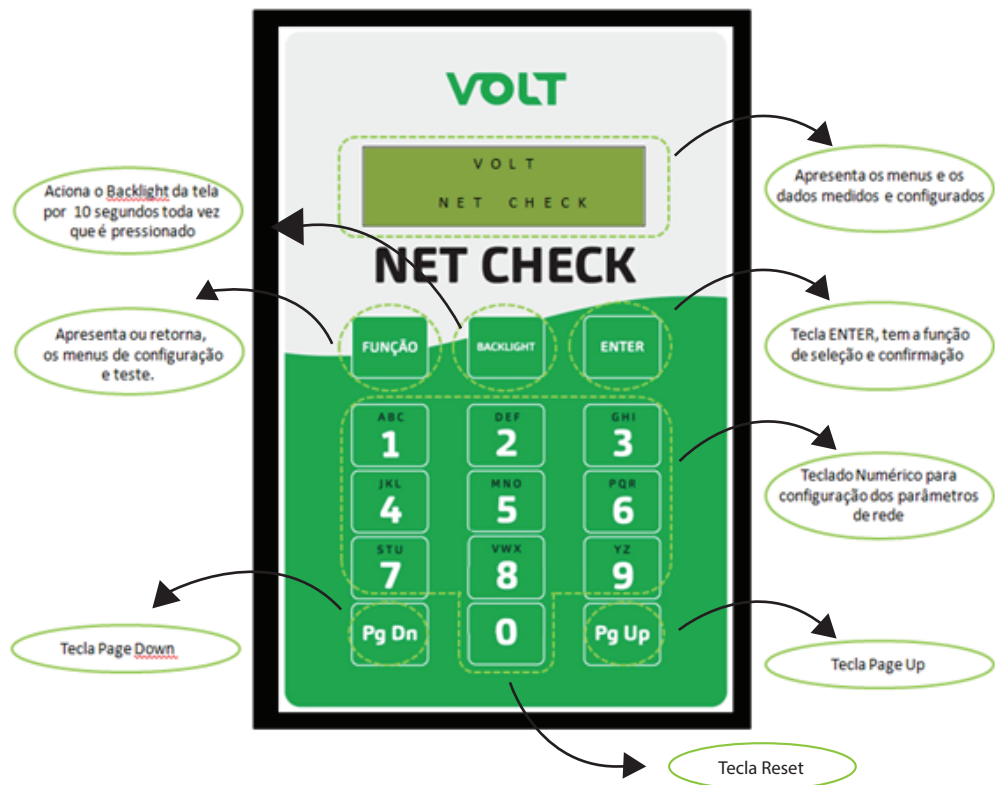 VOLT
VOLT
NET CHECK
NET CHECK
Aciona o Backlight da tela
por 10 segundos toda vez
que é pressionado
Apresenta os menus e os
dados medidos e configurados
Apresenta ou retorna,
os menus de configuração
e teste.
FUNÇÃO
BACKLIGHT
ENTER
Tecla ENTER, tem a função
de seleção e confirmação
ABC
1
DEF
2
GHI
3
JKL
4
MNO
5
PQR
6
Teclado Numérico para
configuração dos parâmetros
de rede
STU
7
VWX
8
YZ
9
Pg Dn
0
Pg Up
Tecla Page Down
Tecla Page Up
Tecla Reset